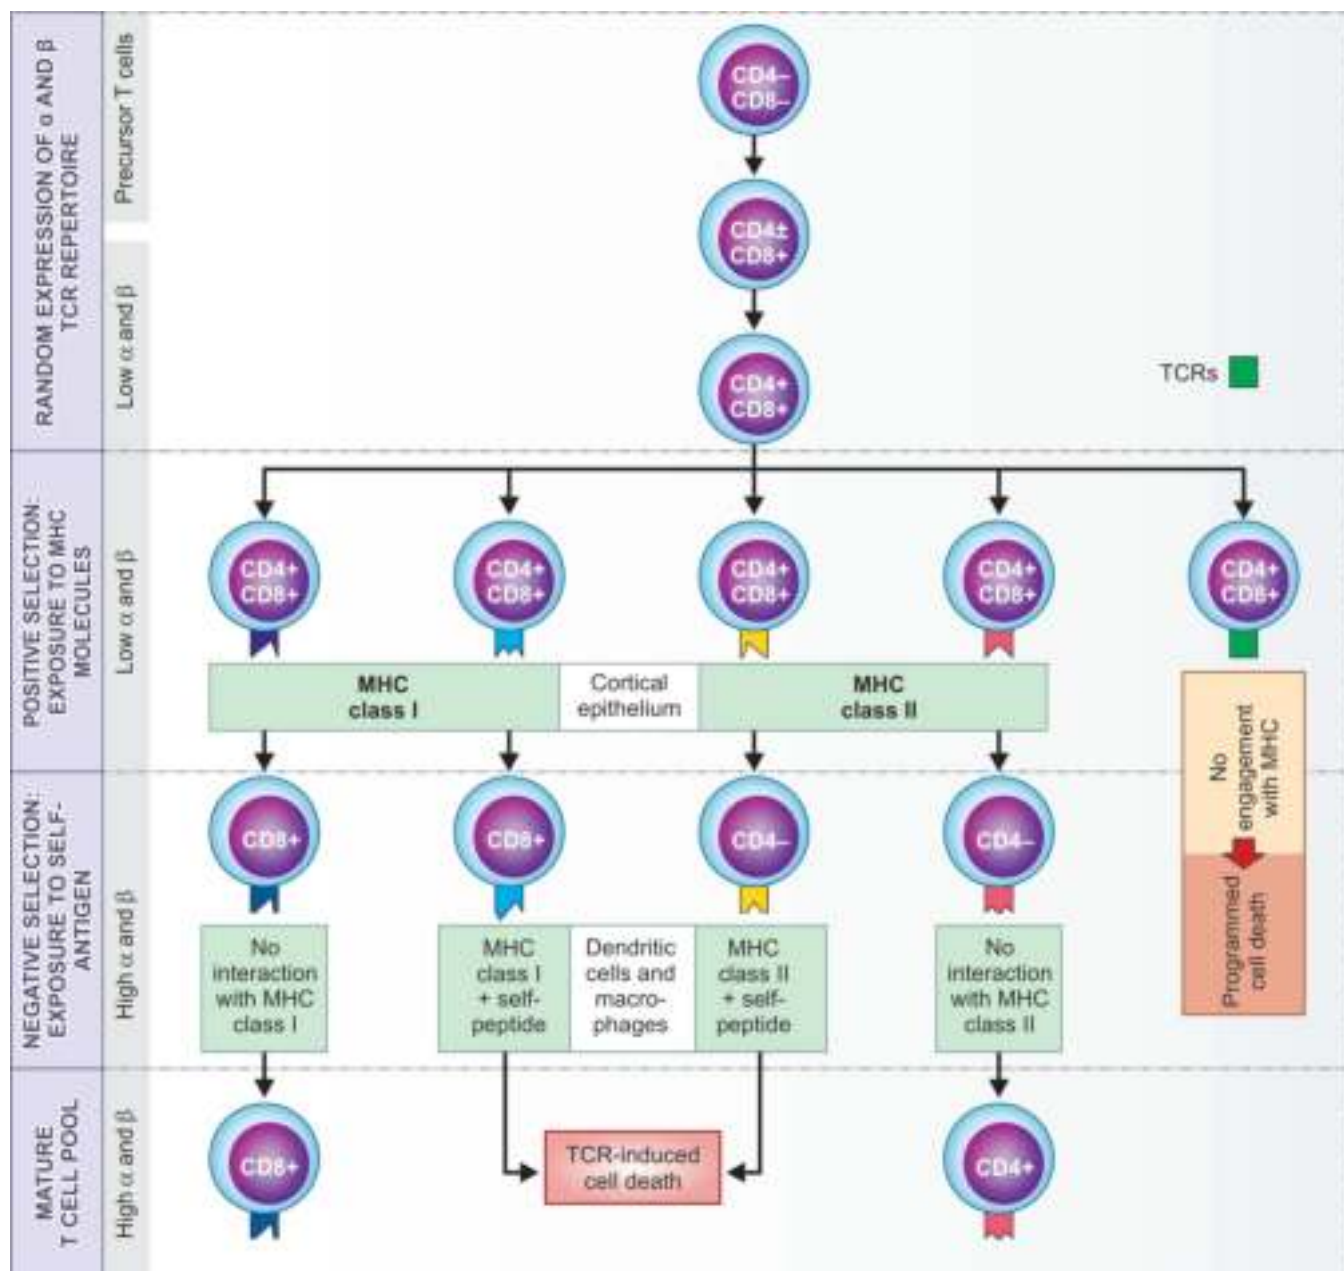 RANDOM EXPRESSION OF α AND β
TCR REPERTOIRE
Precursor T cells
Low α and β
CD4–
CD8–
CD4±
CD8+
CD4+
CD8+
TCRs
POSITIVE SELECTION:
EXPOSURE TO MHC
MOLECULES
Low α and β
CD4+
CD8+
CD4+
CD8+
CD4+
CD8+
CD4+
CD8+
CD4+
CD8+
MHC
class I
Cortical
epithelium
MHC
class II
No
engagement
with MHC
Programmed
cell death
NEGATIVE SELECTION:
EXPOSURE TO SELF-
ANTIGEN
High α and β
CD8+
CD8+
CD4–
CD4–
No
interaction
with MHC
class I
MHC
class I
+ self-
peptide
Dendritic
cells and
macro-
phages
MHC
class II
+ self-
peptide
No
interaction
with MHC
class II
MATURE
T CELL POOL
High α and β
CD8+
TCR-induced
cell death
CD4+